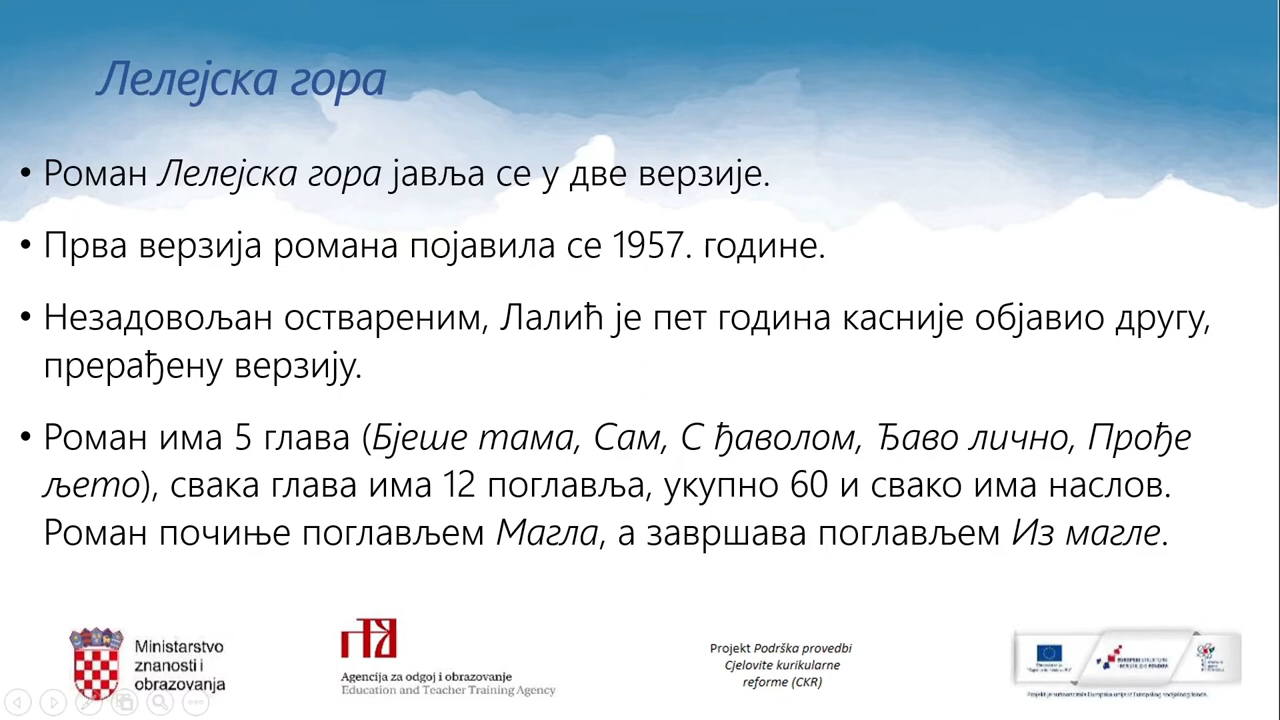 Лелејска гора
• Роман Лелејска гора јавља се у две верзије.
• Прва верзија романа појавила се 1957. године.
• Незадовољан оствареним, Лалић је пет година касније објавио другу,
прерађену верзију.
• Роман има 5 глава (Бјеше тама, Сам, С ђаволом, Ђаво лично, Прође
љето), свака глава има 12 поглавља, укупно 60 и свако има наслов.
Роман почиње поглављем Магла, а завршава поглављем Из магле.
Ministarstvo
znanosti i
obrazovanja
Agencija za odgoj i obrazovanje
Education and Teacher Training Agency
Projekt Podrška provedbi
Cjelovite kurikularne
reforme (CKR)